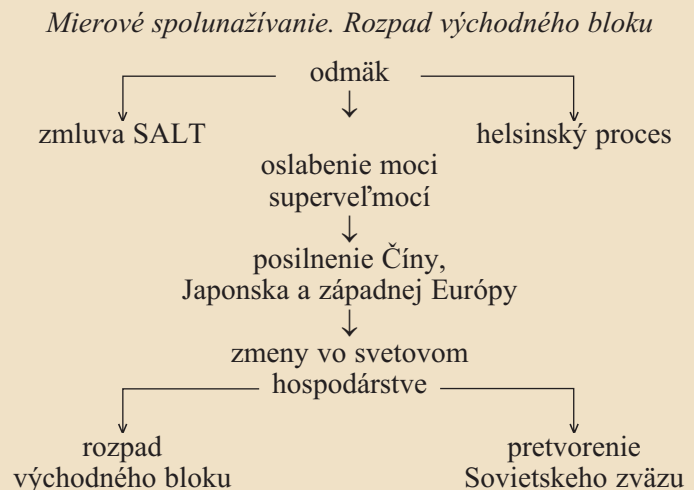 Mierové spolunažívanie. Rozpad východného bloku
odmäk
zmluva SALT
helsinský proces
oslabenie moci
superveľmocí
posilnenie Číny,
Japonska a západnej Európy
zmeny vo svetovom
hospodárstve
rozpad
východného bloku
pretvorenie
Sovietskeho zväzu